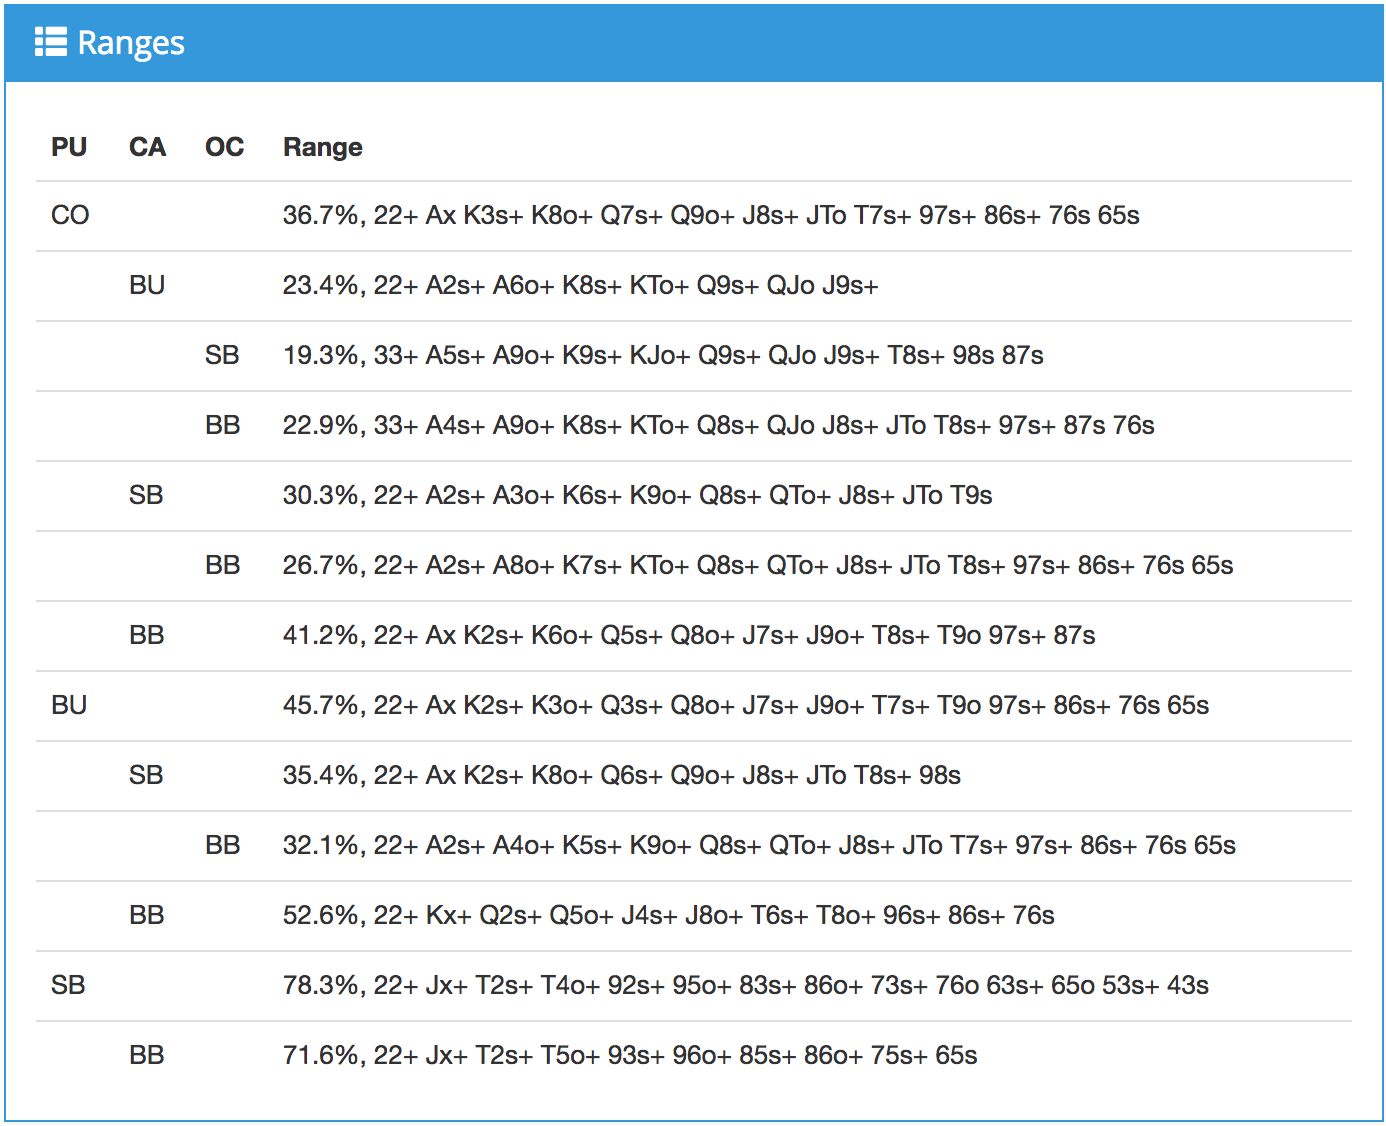 Ranges
PU CA OC Range
CO 36.7%, 22+ Ax K3s+ K8o+ Q7s+ Q9o+ J8s+ JTo T7s+ 97s+ 86s+ 76s 65s
BU 23.4%, 22+ A2s+ A6o+ K8s+ KTo+ Q9s+ QJo J9s+
SB 19.3%, 33+ A5s+ A9o+ K9s+ KJo+ Q9s+ QJo J9s+ T8s+ 98s 87s
BB 22.9%, 33+ A4s+ A9o+ K8s+ KTo+ Q8s+ QJo J8s+ JTo T8s+ 97s+ 87s 76s
SB 30.3%, 22+ A2s+ A3o+ K6s+ K9o+ Q8s+ QTo+ J8s+ JTo T9s
BB 26.7%, 22+ A2s+ A8o+ K7s+ KTo+ Q8s+ QTo+ J8s+ JTo T8s+ 97s+ 86s+ 76s 65s
BB 41.2%, 22+ Ax K2s+ K6o+ Q5s+ Q8o+ J7s+ J9o+ T8s+ T9o 97s+ 87s
BU 45.7%, 22+ Ax K2s+ K3o+ Q3s+ Q8o+ J7s+ J9o+ T7s+ T9o 97s+ 86s+ 76s 65s
SB 35.4%, 22+ Ax K2s+ K8o+ Q6s+ Q9o+ J8s+ JTo T8s+ 98s
BB 32.1%, 22+ A2s+ A4o+ K5s+ K9o+ Q8s+ QTo+ J8s+ JTo T7s+ 97s+ 86s+ 76s 65s
BB 52.6%, 22+ Kx+ Q2s+ Q5o+ J4s+ J8o+ T6s+ T8o+ 96s+ 86s+ 76s
SB 78.3%, 22+ Jx+ T2s+ T4o+ 92s+ 95o+ 83s+ 86o+ 73s+ 76o 63s+ 65o 53s+ 43s
BB 71.6%, 22+ Jx+ T2s+ T5o+ 93s+ 96o+ 85s+ 86o+ 75s+ 65s